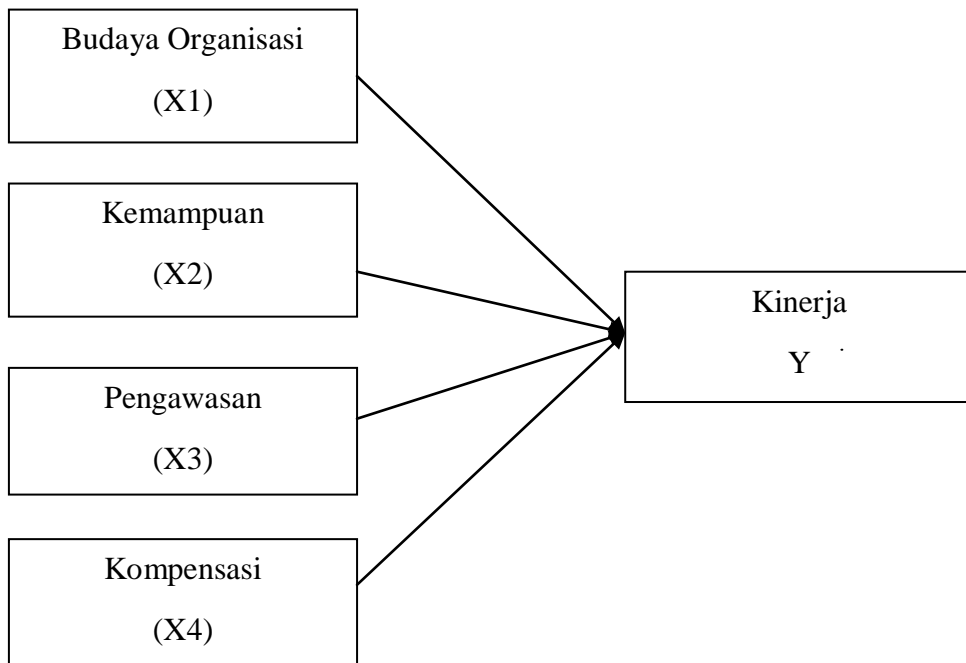 Budaya Organisasi
(X1)
Kemampuan
(X2)
Pengawasan
(X3)
Kompensasi
(X4)
Kinerja
Y